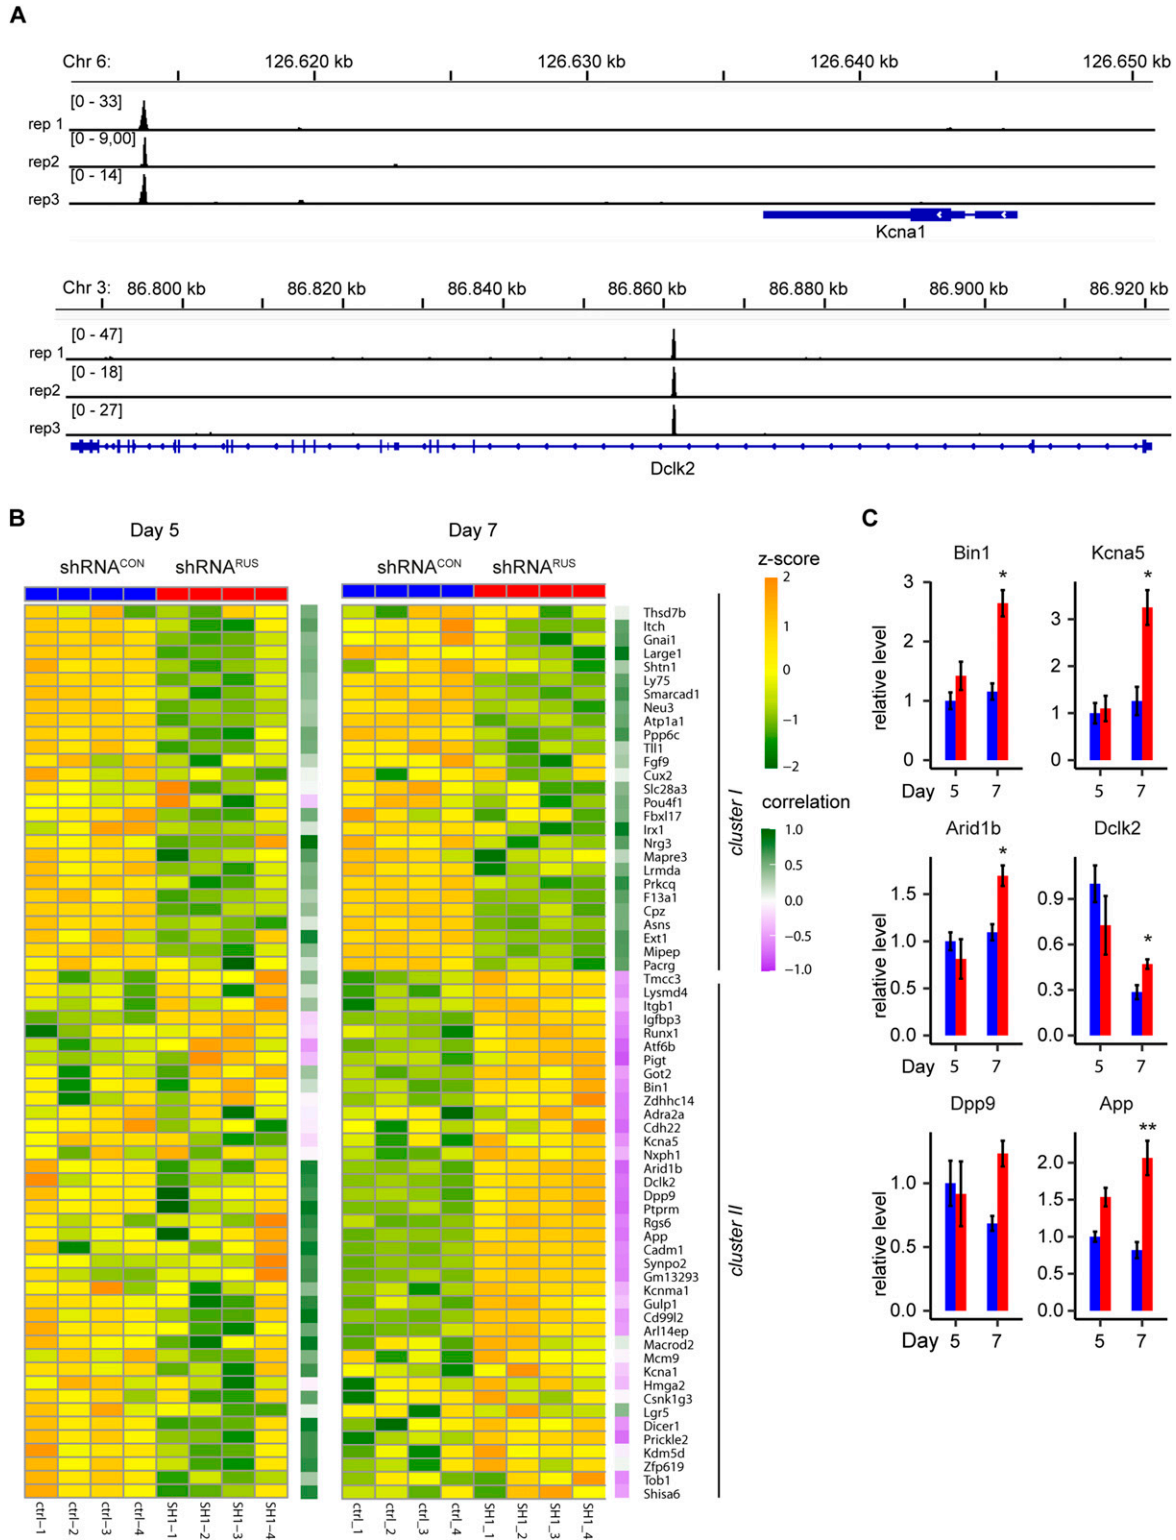 A
Chr 6: 126.620 kb 126.630 kb 126.640 kb 126.650 kb
[0 - 33]
rep 1
[0 - 9,00]
rep2
[0 - 14]
rep3
Kcna1
Chr 3: 86.800 kb 86.820 kb 86.840 kb 86.860 kb 86.880 kb 86.900 kb 86.920 kb
[0 - 47]
rep 1
[0 - 18]
rep2
[0 - 27]
rep3
Dclk2
B
Day 5 Day 7
shRNACON shRNARUS shRNACON shRNARUS
Thsd7b
Itch
Gnai1
Large1
Shtn1
Ly75
Smarcad1
Neu3
Atp1a1
Ppp6c
Tll1
Fgf9
Cux2
Slc28a3
Pou4f1
Fbxl17
Irx1
Nrg3
Mapre3
Lrmda
Prkcq
F13a1
Cpz
Asns
Ext1
Mipep
Pacrg
Tmcc3
Lysmd4
Itgb1
Igfbp3
Runx1
Atf6b
Pigt
Got2
Bin1
Zdhhc14
Adra2a
Cdh22
Kcna5
Nxph1
Arid1b
Dclk2
Dpp9
Ptprm
Rgs6
App
Cadm1
Synpo2
Gm13293
Kcnma1
Gulp1
Cd99l2
Arl14ep
Macrod2
Mcm9
Kcna1
Hmga2
Csnk1g3
Lgr5
Dicer1
Prickle2
Kdm5d
Zfp619
Tob1
Shisa6
ctrl-1 ctrl-2 ctrl-3 ctrl-4 SH1-1 SH1-2 SH1-3 SH1-4
ctrl_1 ctrl_2 ctrl_3 ctrl_4 SH1_1 SH1_2 SH1_3 SH1_4
cluster I
cluster II
z-score
2
1
0
−1
−2
correlation
1.0
0.5
0.0
−0.5
−1.0
C
Bin1 Kcna5
relative level
3
2
1
0
*
3
2
1
0
*
Day 5 7 5 7
Arid1b Dclk2
relative level
1.5
1.0
0.5
0.0
*
0.9
0.6
0.3
0.0
*
5 7 5 7
Dpp9 App
relative level
1.0
0.5
0.0
2.0
1.5
1.0
0.5
0.0
**
Day 5 7 5 7